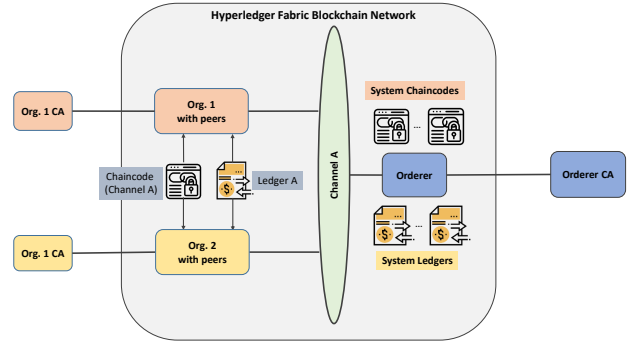 Hyperledger Fabric Blockchain Network
Org. 1 CA
Org. 1
with peers
System Chaincodes
...
Chaincode
(Channel A)
Ledger A
Channel A
Orderer
Orderer CA
Org. 1 CA
Org. 2
with peers
...
System Ledgers